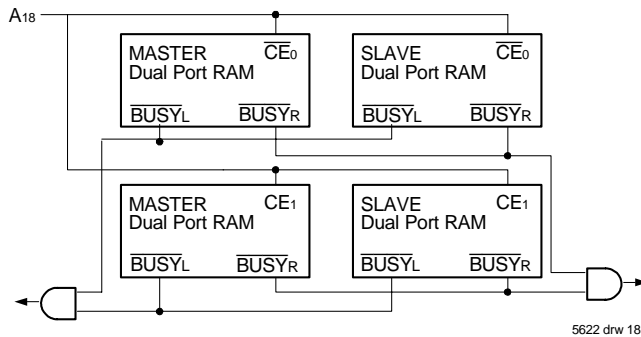 A18
MASTER CE0
Dual Port RAM
BUSYL BUSYR
SLAVE CE0
Dual Port RAM
BUSYL BUSYR
MASTER CE1
Dual Port RAM
BUSYL BUSYR
SLAVE CE1
Dual Port RAM
BUSYL BUSYR
5622 drw 18